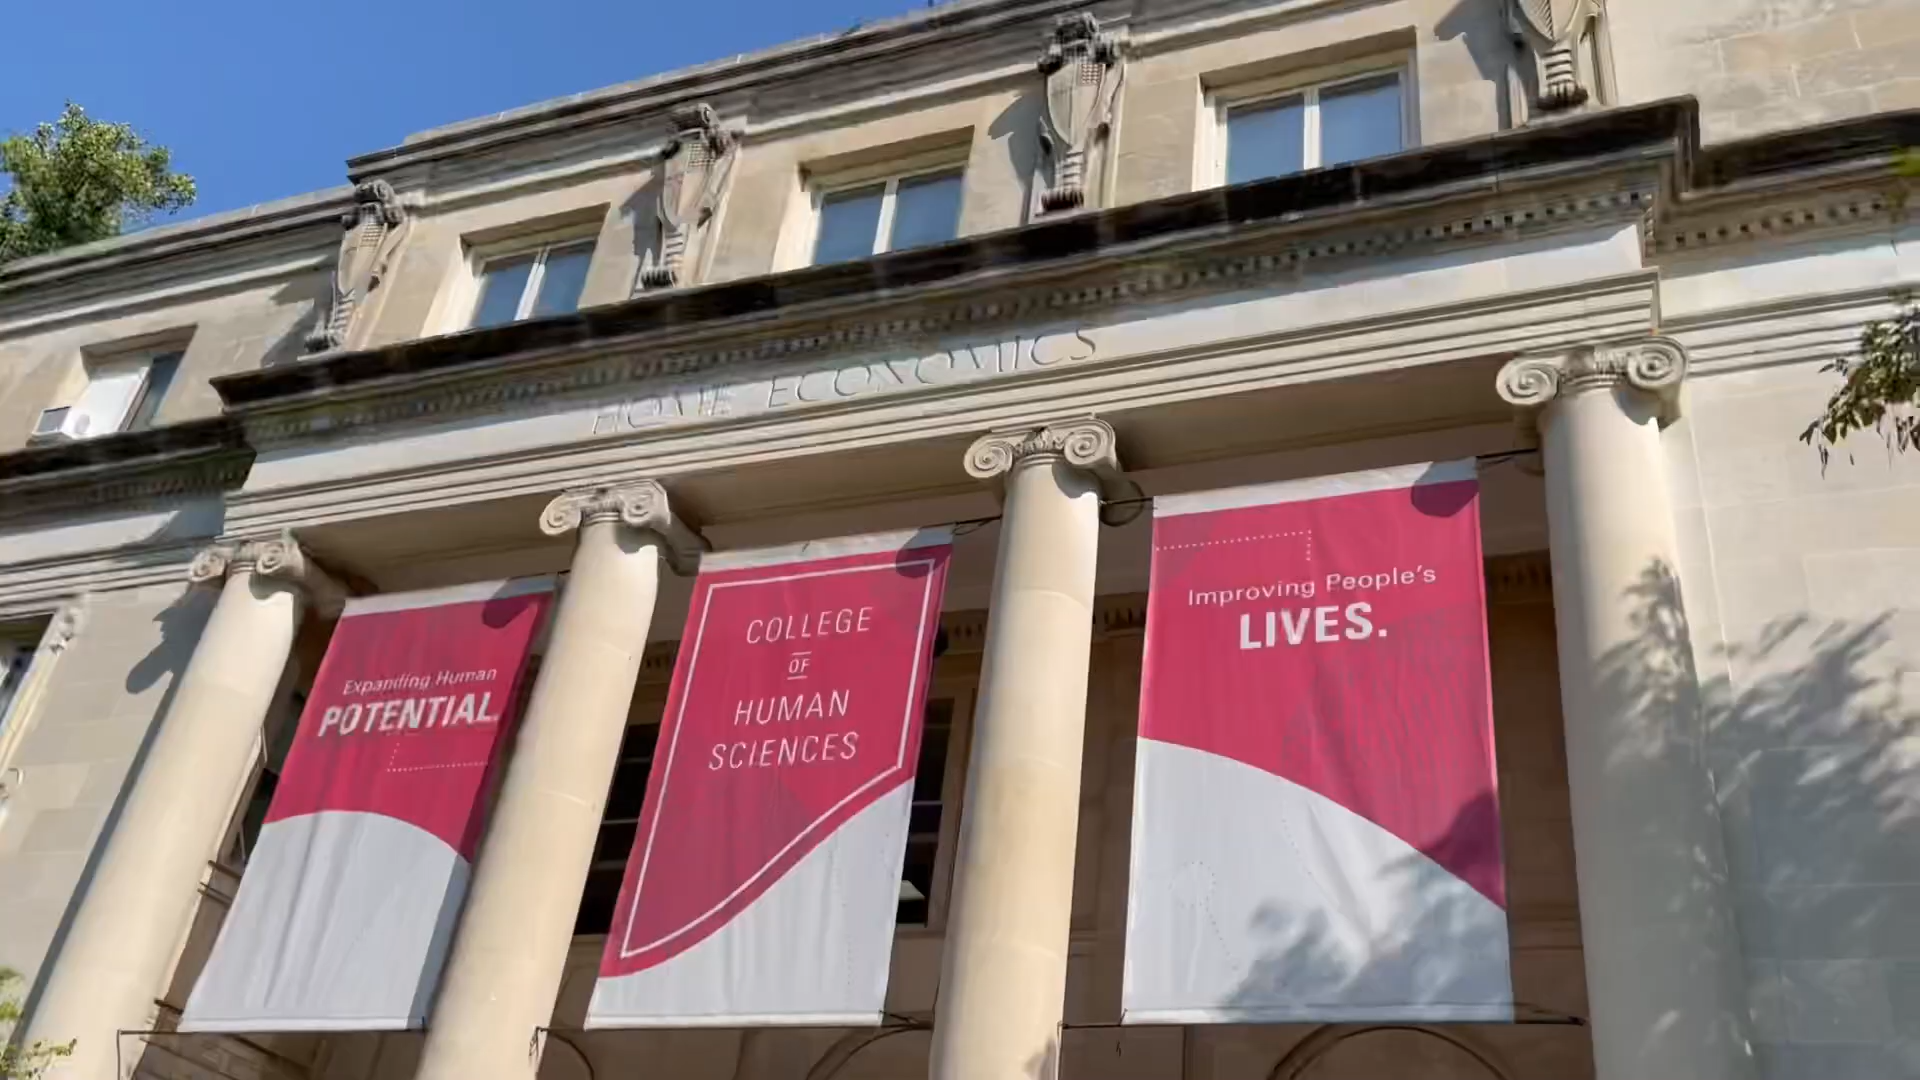 HOME ECONOMICS
Expanding Human
POTENTIAL.
COLLEGE
OF
HUMAN
SCIENCES
Improving People's
LIVES.